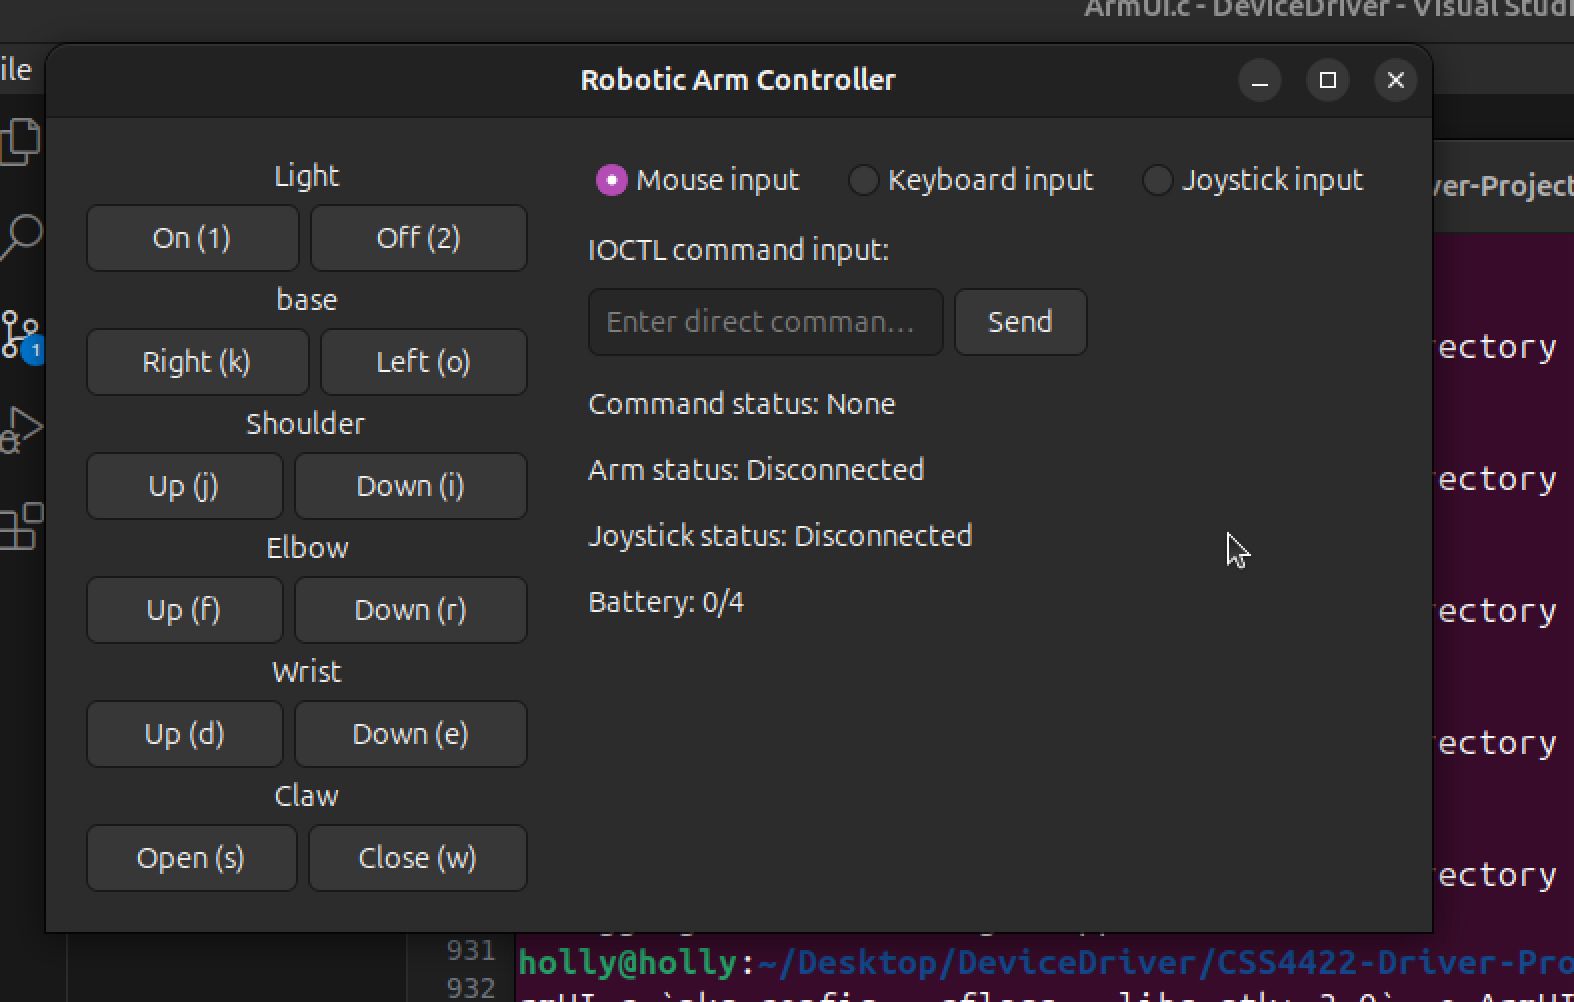 ArmUI.c - DeviceDriver - Visual Studi
ile
Robotic Arm Controller
Light
On (1) Off (2)
base
Right (k) Left (o)
Shoulder
Up (j) Down (i)
Elbow
Up (f) Down (r)
Wrist
Up (d) Down (e)
Claw
Open (s) Close (w)
Mouse input Keyboard input Joystick input
IOCTL command input:
Enter direct comman... Send
Command status: None
Arm status: Disconnected
Joystick status: Disconnected
Battery: 0/4
1
ver-Project
ectory
ectory
ectory
ectory
ectory
931
932
holly@holly:~/Desktop/DeviceDriver/CSS4422-Driver-Pro